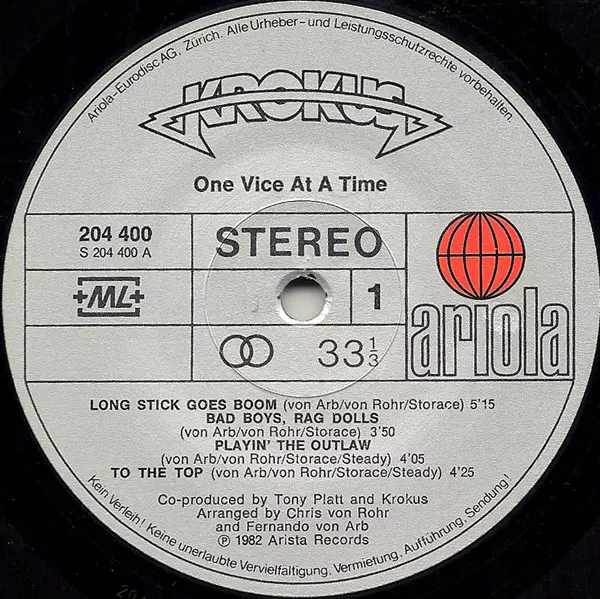 Ariola-Eurodisc AG, Zürich. Alle Urheber- und Leistungsschutzrechte vorbehalten.
KROKUS
One Vice At A Time
204 400
S 204 400 A
STEREO
+ML+
1
33 1/3
ariola
LONG STICK GOES BOOM (von Arb/von Rohr/Storace) 5'15
BAD BOYS, RAG DOLLS
(von Arb/von Rohr/Storace) 3'50
PLAYIN' THE OUTLAW
(von Arb/von Rohr/Storace/Steady) 4'05
TO THE TOP (von Arb/von Rohr/Storace/Steady) 4'25
Co-produced by Tony Platt and Krokus
Arranged by Chris von Rohr
and Fernando von Arb
℗ 1982 Arista Records
Kein Verleih! Keine unerlaubte Vervielfältigung, Vermietung, Aufführung, Sendung!